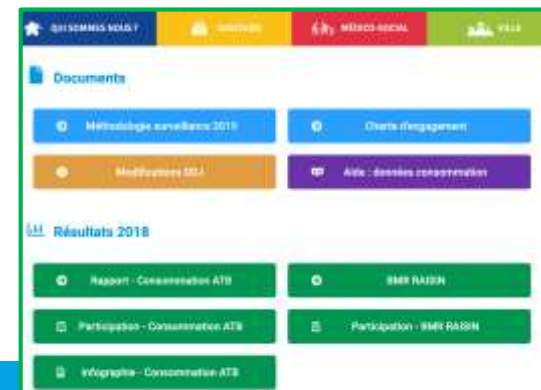 QUI SOMMES NOUS ?
MÉDICO-SOCIAL
VILLE
Documents
Méthodologie surveillance 2019
Charte d'engagement
Modifications DDJ
Aide : données consommation
Résultats 2018
Rapport - Consommation ATB
BMR RAISIN
Participation - Consommation ATB
Participation - BMR RAISIN
Infographie - Consommation ATB